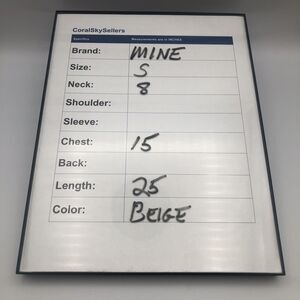 CoralSkySellers
Specifics Measurements are in INCHES
Brand: MINE
Size: S
Neck: 8
Shoulder:
Sleeve:
Chest: 15
Back:
Length: 25
Color: BEIGE